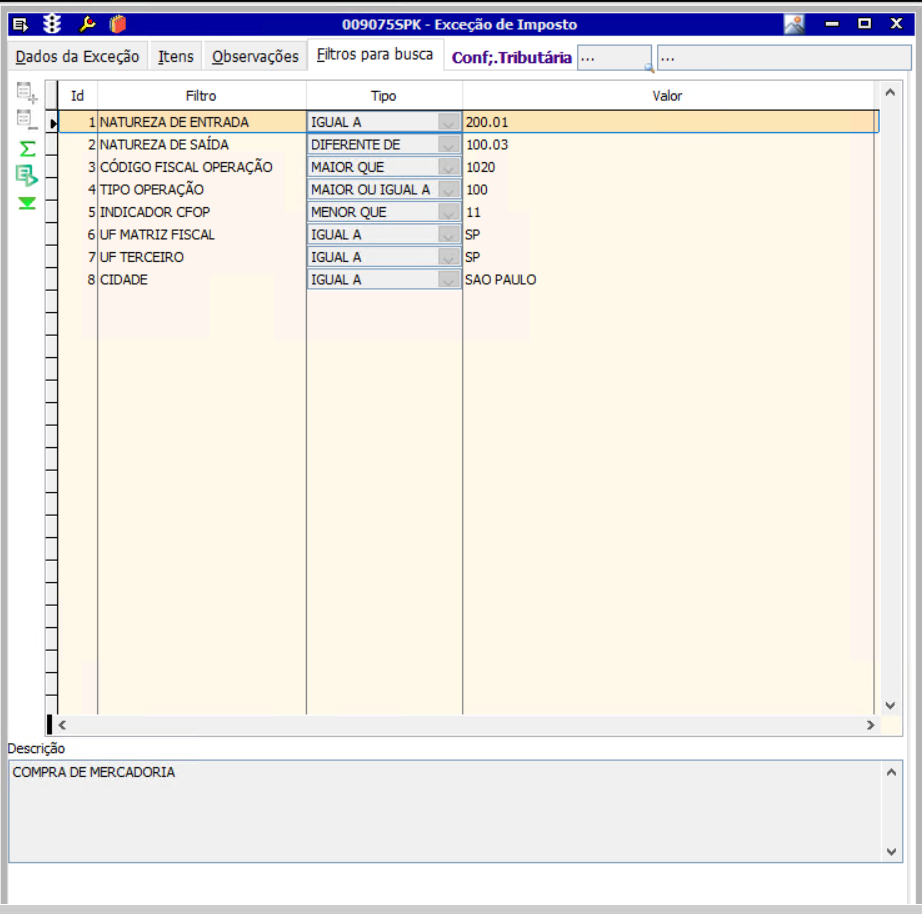 009075SPK - Exceção de Imposto
Dados da Exceção Itens Observações Filtros para busca Conf;.Tributária ... ...
Id Filtro Tipo Valor
1 NATUREZA DE ENTRADA IGUAL A 200.01
2 NATUREZA DE SAÍDA DIFERENTE DE 100.03
3 CÓDIGO FISCAL OPERAÇÃO MAIOR QUE 1020
4 TIPO OPERAÇÃO MAIOR OU IGUAL A 100
5 INDICADOR CFOP MENOR QUE 11
6 UF MATRIZ FISCAL IGUAL A SP
7 UF TERCEIRO IGUAL A SP
8 CIDADE IGUAL A SAO PAULO
Descrição
COMPRA DE MERCADORIA